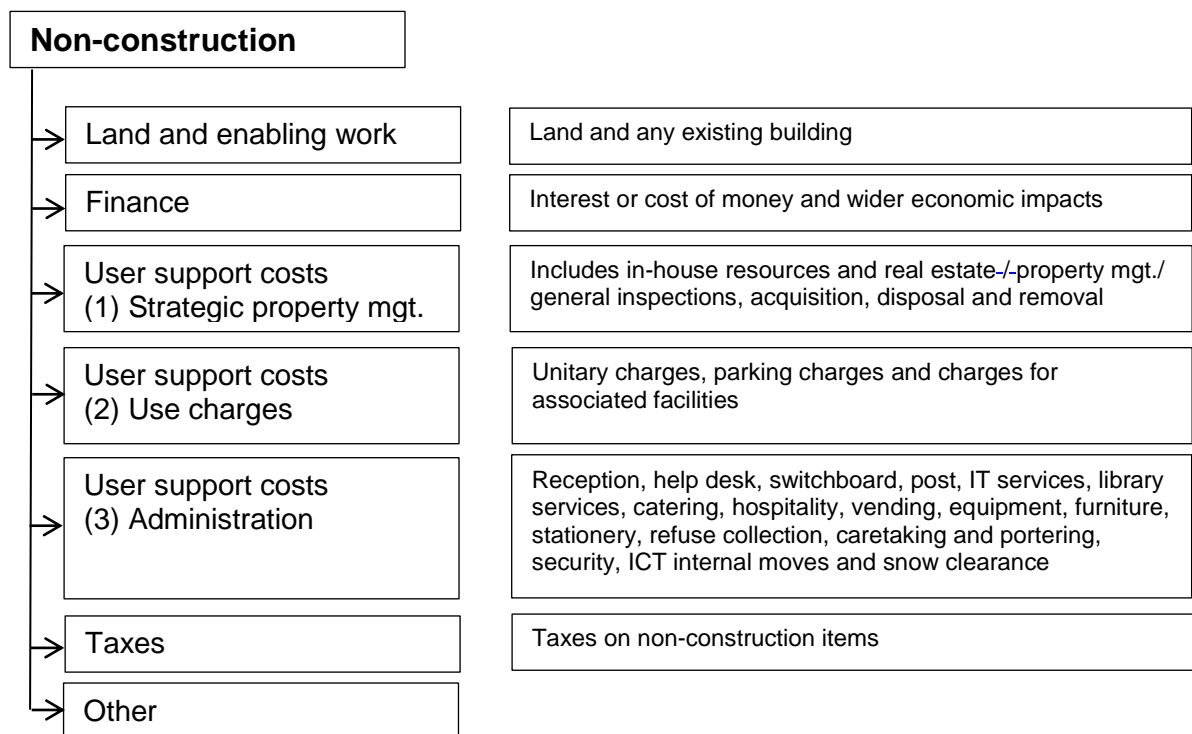 Non-construction
Land and enabling work
Land and any existing building
Finance
Interest or cost of money and wider economic impacts
User support costs
(1) Strategic property mgt.
Includes in-house resources and real estate-/-property mgt./
general inspections, acquisition, disposal and removal
User support costs
(2) Use charges
Unitary charges, parking charges and charges for
associated facilities
User support costs
(3) Administration
Reception, help desk, switchboard, post, IT services, library
services, catering, hospitality, vending, equipment, furniture,
stationery, refuse collection, caretaking and portering,
security, ICT internal moves and snow clearance
Taxes
Taxes on non-construction items
Other